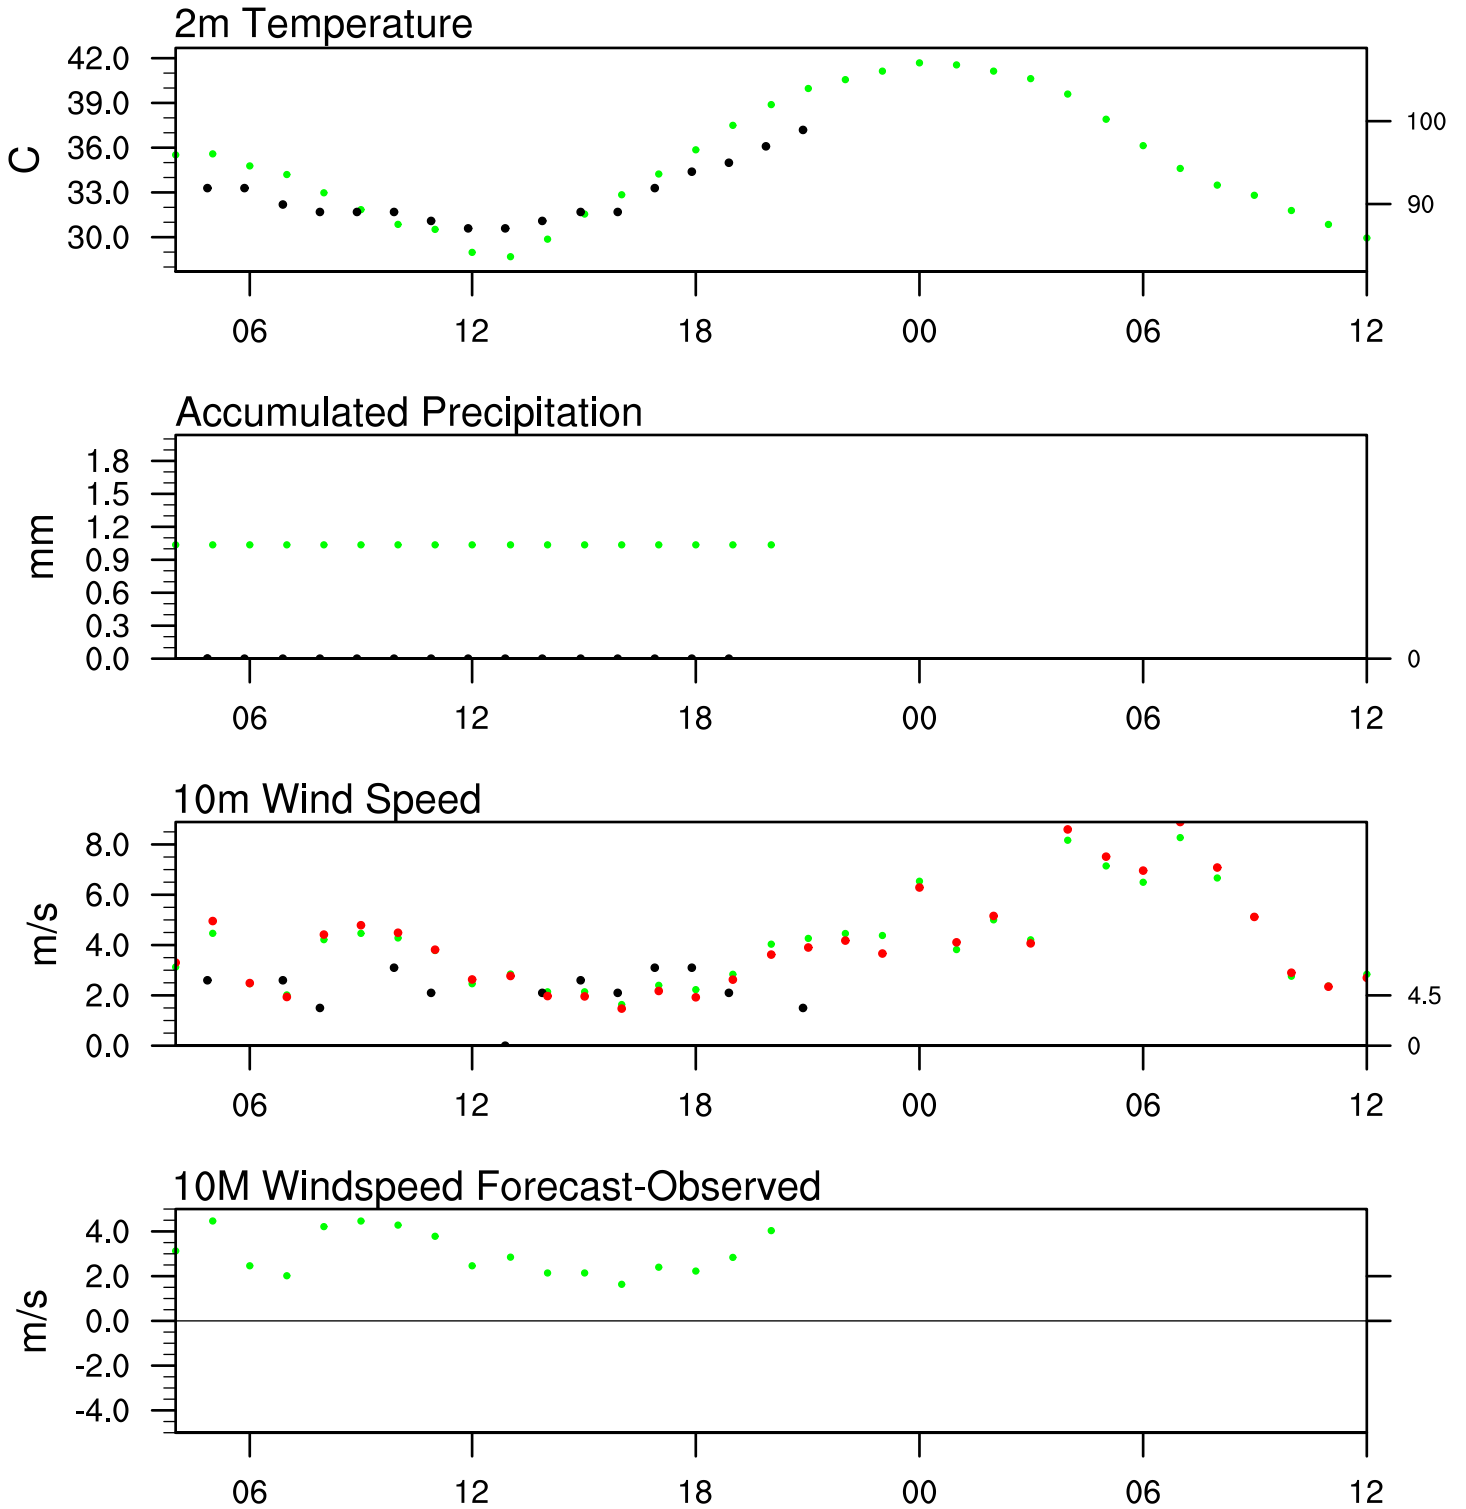 2m Temperature
42.0
39.0
36.0
33.0
30.0
C
100
90
06 12 18 00 06 12
Accumulated Precipitation
1.8
1.5
1.2
0.9
0.6
0.3
0.0
mm
0
06 12 18 00 06 12
10m Wind Speed
8.0
6.0
4.0
2.0
0.0
m/s
4.5
0
06 12 18 00 06 12
10M Windspeed Forecast-Observed
4.0
2.0
0.0
-2.0
-4.0
m/s
06 12 18 00 06 12